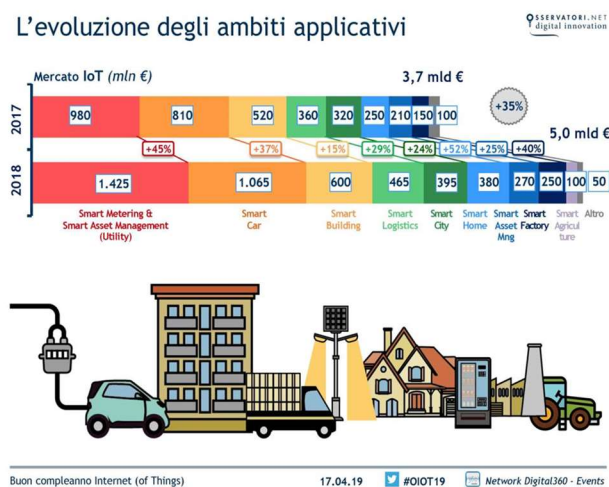 L'evoluzione degli ambiti applicativi
OSSERVATORI.NET
digital innovation
Mercato IoT (mln €)
3,7 mld €
2017
980 810 520 360 320 250 210 150 100
+35%
5,0 mld €
+45% +37% +15% +29% +24% +52% +25% +40%
2018
1.425 1.065 600 465 395 380 270 250 100 50
Smart Metering &
Smart Asset Management
(Utility)
Smart
Car
Smart
Building
Smart
Logistics
Smart
City
Smart
Home
Smart
Asset
Mng
Smart
Factory
Smart
Agricul
ture
Altro
Buon compleanno Internet (of Things)
17.04.19
#OIOT19
Network Digital360 - Events